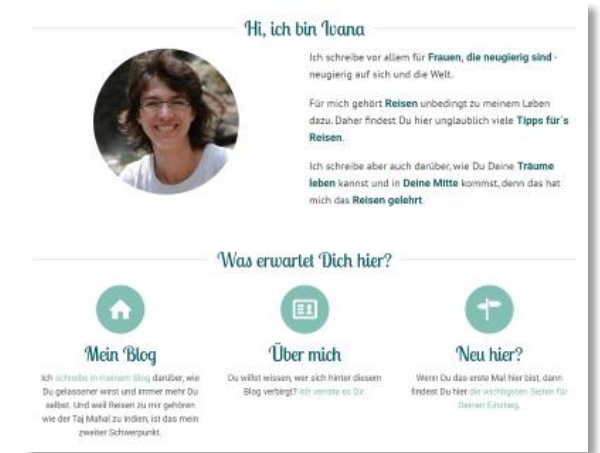 Hi, ich bin Ivana
Ich schreibe vor allem für Frauen, die neugierig sind -
neugierig auf sich und die Welt.
Für mich gehört Reisen unbedingt zu meinem Leben
dazu. Daher findest Du hier unglaublich viele Tipps für´s
Reisen.
Ich schreibe aber auch darüber, wie Du Deine Träume
leben kannst und in Deine Mitte kommst, denn das hat
mich das Reisen gelehrt
Was erwartet Dich hier?
Mein Blog
Ich schreibe in meinem Blog darüber, wie
Du gelassener wirst und immer mehr Du
selbst. Und weil Reisen zu mir gehören
wie der Taj Mahal zu Indien, ist das mein
zweiter Schwerpunkt.
Über mich
Du willst wissen, wer sich hinter diesem
Blog verbirgt? Ich verrate es Dir.
Neu hier?
Wenn Du das erste Mal hier bist, dann
findest Du hier die wichtigsten Seiten für
Deinen Einstieg.